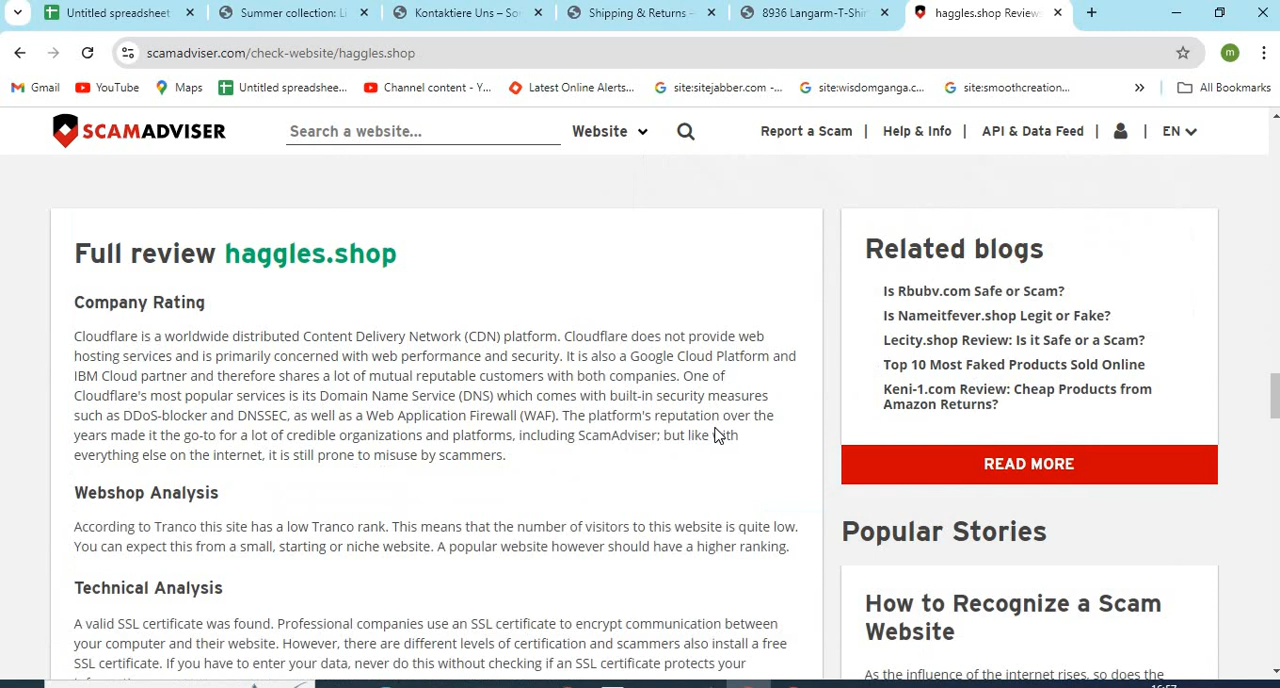 Untitled spreadsheet
Summer collection: Li
Kontaktiere Uns – So
Shipping & Returns –
8936 Langarm-T-Shir
haggles.shop Reviews
scamadviser.com/check-website/haggles.shop
m
Gmail
YouTube
Maps
Untitled spreadshee...
Channel content - Y...
Latest Online Alerts...
site:sitejabber.com -...
site:wisdomganga.c...
site:smoothcreation...
All Bookmarks
SCAMADVISER
Search a website...
Website
Report a Scam | Help & Info | API & Data Feed | | EN
Full review haggles.shop
Company Rating
Cloudflare is a worldwide distributed Content Delivery Network (CDN) platform. Cloudflare does not provide web
hosting services and is primarily concerned with web performance and security. It is also a Google Cloud Platform and
IBM Cloud partner and therefore shares a lot of mutual reputable customers with both companies. One of
Cloudflare's most popular services is its Domain Name Service (DNS) which comes with built-in security measures
such as DDoS-blocker and DNSSEC, as well as a Web Application Firewall (WAF). The platform's reputation over the
years made it the go-to for a lot of credible organizations and platforms, including ScamAdviser; but like with
everything else on the internet, it is still prone to misuse by scammers.
Webshop Analysis
According to Tranco this site has a low Tranco rank. This means that the number of visitors to this website is quite low.
You can expect this from a small, starting or niche website. A popular website however should have a higher ranking.
Technical Analysis
A valid SSL certificate was found. Professional companies use an SSL certificate to encrypt communication between
your computer and their website. However, there are different levels of certification and scammers also install a free
SSL certificate. If you have to enter your data, never do this without checking if an SSL certificate protects your
Related blogs
Is Rbubv.com Safe or Scam?
Is Nameitfever.shop Legit or Fake?
Lecity.shop Review: Is it Safe or a Scam?
Top 10 Most Faked Products Sold Online
Keni-1.com Review: Cheap Products from
Amazon Returns?
READ MORE
Popular Stories
How to Recognize a Scam
Website
As the influence of the internet rises, so does the